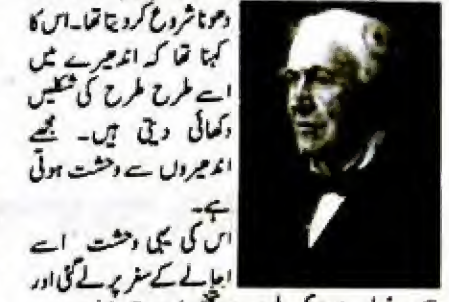 دھونا شروع کر دیتا تھا۔ اس کا
کہنا تھا کہ اندھیرے میں
اسے طرح طرح کی شکلیں
دکھائی دیتی ہیں۔ مجھے
اندھیروں سے وحشت ہوتی
ہے۔
اس کی یہی وحشت اسے
اجالے کے سفر پر لے گئی اور